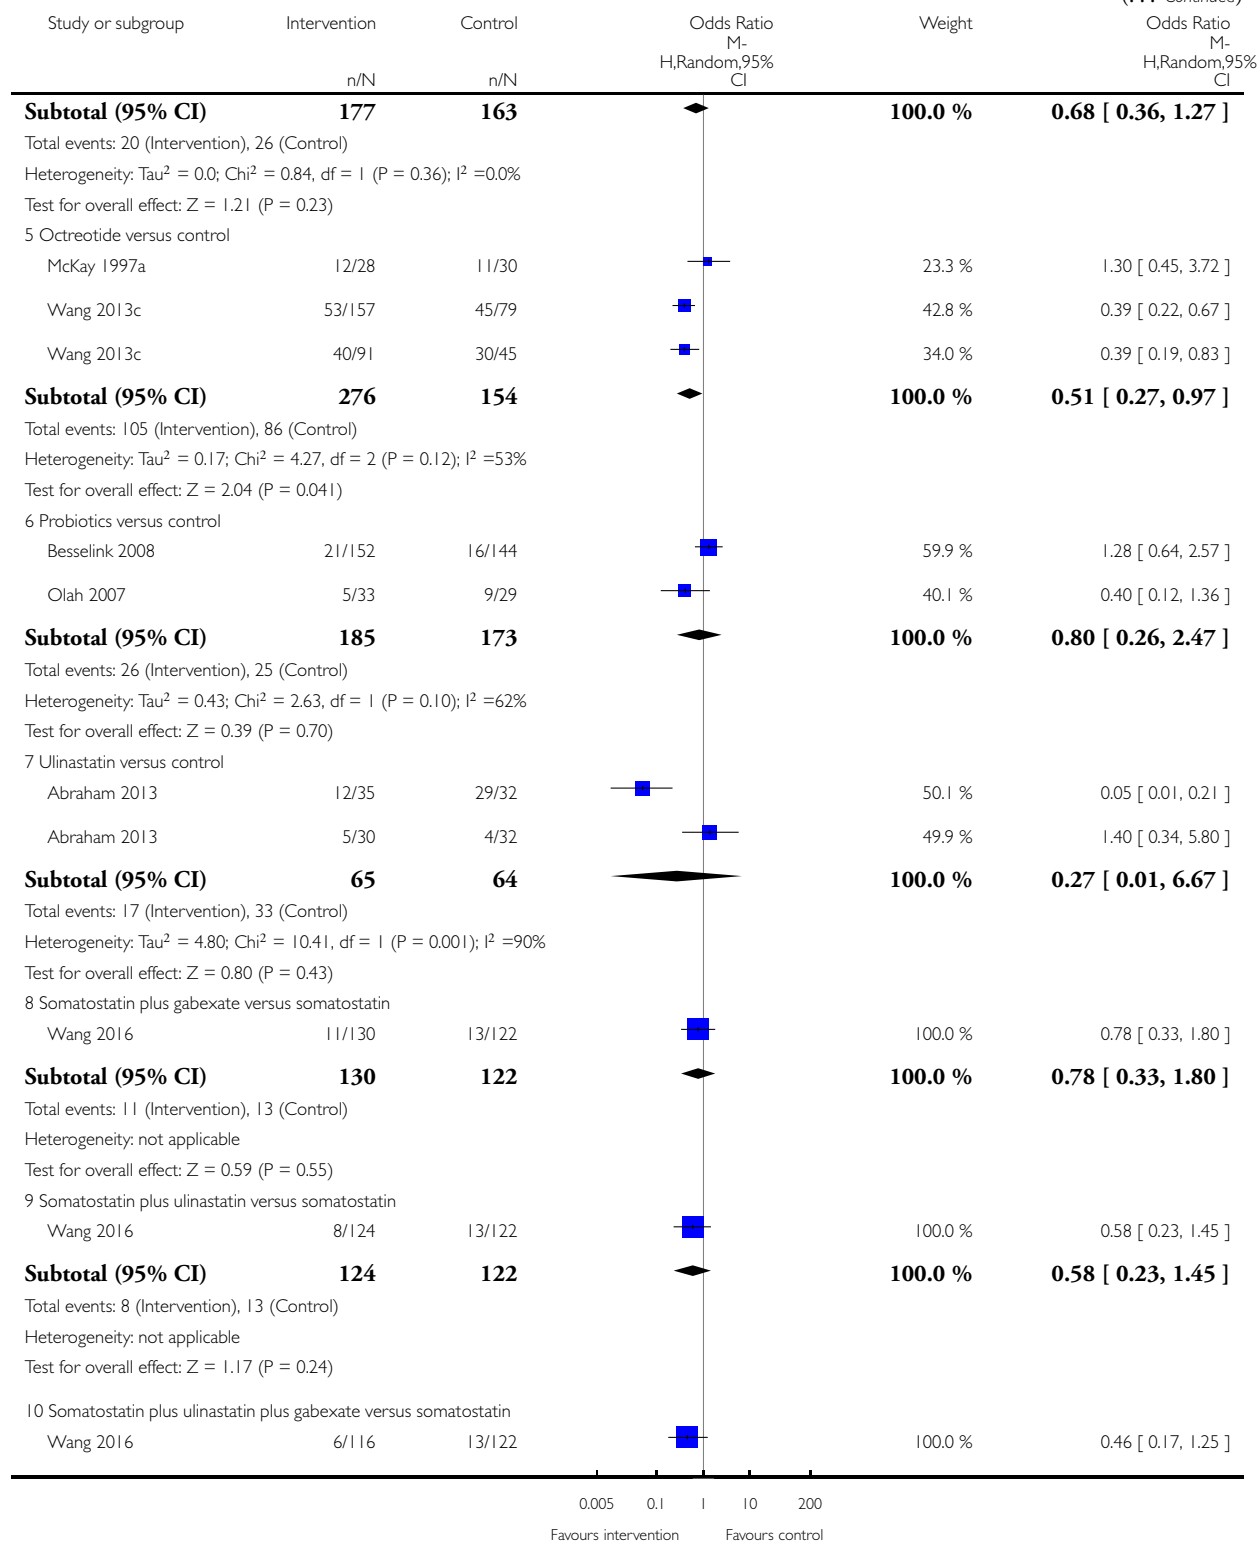 Continued)
Study or subgroup Intervention Control Odds Ratio Weight Odds Ratio
M- M-
H,Random,95% H,Random,95%
n/N n/N CI CI
Subtotal (95% CI) 177 163 100.0 % 0.68 [ 0.36, 1.27 ]
Total events: 20 (Intervention), 26 (Control)
Heterogeneity: Tau² = 0.0; Chi² = 0.84, df = 1 (P = 0.36); I² =0.0%
Test for overall effect: Z = 1.21 (P = 0.23)
5 Octreotide versus control
McKay 1997a 12/28 11/30 23.3 % 1.30 [ 0.45, 3.72 ]
Wang 2013c 53/157 45/79 42.8 % 0.39 [ 0.22, 0.67 ]
Wang 2013c 40/91 30/45 34.0 % 0.39 [ 0.19, 0.83 ]
Subtotal (95% CI) 276 154 100.0 % 0.51 [ 0.27, 0.97 ]
Total events: 105 (Intervention), 86 (Control)
Heterogeneity: Tau² = 0.17; Chi² = 4.27, df = 2 (P = 0.12); I² =53%
Test for overall effect: Z = 2.04 (P = 0.041)
6 Probiotics versus control
Besselink 2008 21/152 16/144 59.9 % 1.28 [ 0.64, 2.57 ]
Olah 2007 5/33 9/29 40.1 % 0.40 [ 0.12, 1.36 ]
Subtotal (95% CI) 185 173 100.0 % 0.80 [ 0.26, 2.47 ]
Total events: 26 (Intervention), 25 (Control)
Heterogeneity: Tau² = 0.43; Chi² = 2.63, df = 1 (P = 0.10); I² =62%
Test for overall effect: Z = 0.39 (P = 0.70)
7 Ulinastatin versus control
Abraham 2013 12/35 29/32 50.1 % 0.05 [ 0.01, 0.21 ]
Abraham 2013 5/30 4/32 49.9 % 1.40 [ 0.34, 5.80 ]
Subtotal (95% CI) 65 64 100.0 % 0.27 [ 0.01, 6.67 ]
Total events: 17 (Intervention), 33 (Control)
Heterogeneity: Tau² = 4.80; Chi² = 10.41, df = 1 (P = 0.001); I² =90%
Test for overall effect: Z = 0.80 (P = 0.43)
8 Somatostatin plus gabexate versus somatostatin
Wang 2016 11/130 13/122 100.0 % 0.78 [ 0.33, 1.80 ]
Subtotal (95% CI) 130 122 100.0 % 0.78 [ 0.33, 1.80 ]
Total events: 11 (Intervention), 13 (Control)
Heterogeneity: not applicable
Test for overall effect: Z = 0.59 (P = 0.55)
9 Somatostatin plus ulinastatin versus somatostatin
Wang 2016 8/124 13/122 100.0 % 0.58 [ 0.23, 1.45 ]
Subtotal (95% CI) 124 122 100.0 % 0.58 [ 0.23, 1.45 ]
Total events: 8 (Intervention), 13 (Control)
Heterogeneity: not applicable
Test for overall effect: Z = 1.17 (P = 0.24)
10 Somatostatin plus ulinastatin plus gabexate versus somatostatin
Wang 2016 6/116 13/122 100.0 % 0.46 [ 0.17, 1.25 ]
0.005 0.1 1 10 200
Favours intervention Favours control